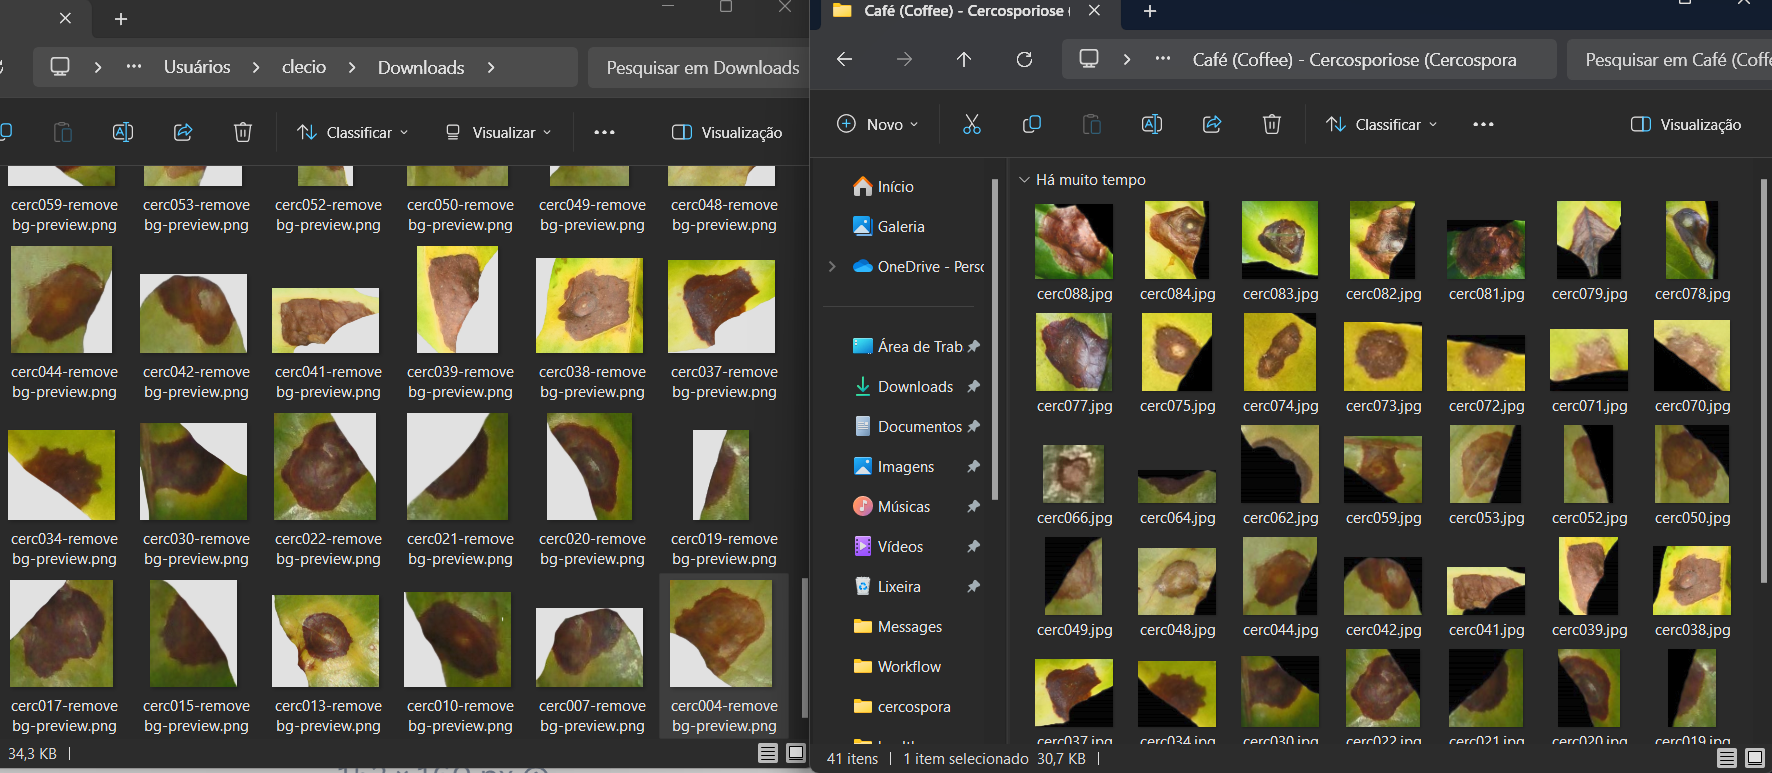 Usuários > clecio > Downloads >
Pesquisar em Downloads
Classificar
Visualizar
Visualização
cerc059-remove
bg-preview.png
cerc053-remove
bg-preview.png
cerc052-remove
bg-preview.png
cerc050-remove
bg-preview.png
cerc049-remove
bg-preview.png
cerc048-remove
bg-preview.png
cerc044-remove
bg-preview.png
cerc042-remove
bg-preview.png
cerc041-remove
bg-preview.png
cerc039-remove
bg-preview.png
cerc038-remove
bg-preview.png
cerc037-remove
bg-preview.png
cerc034-remove
bg-preview.png
cerc030-remove
bg-preview.png
cerc022-remove
bg-preview.png
cerc021-remove
bg-preview.png
cerc020-remove
bg-preview.png
cerc019-remove
bg-preview.png
cerc017-remove
bg-preview.png
cerc015-remove
bg-preview.png
cerc013-remove
bg-preview.png
cerc010-remove
bg-preview.png
cerc007-remove
bg-preview.png
cerc004-remove
bg-preview.png
34,3 KB
Café (Coffee) - Cercosporiose (
Café (Coffee) - Cercosporiose (Cercospora
Pesquisar em Café (Coffe
Novo
Classificar
Visualização
Início
Galeria
OneDrive - Perso
Área de Trab
Downloads
Documentos
Imagens
Músicas
Vídeos
Lixeira
Messages
Workflow
cercospora
Há muito tempo
cerc088.jpg
cerc084.jpg
cerc083.jpg
cerc082.jpg
cerc081.jpg
cerc079.jpg
cerc078.jpg
cerc077.jpg
cerc075.jpg
cerc074.jpg
cerc073.jpg
cerc072.jpg
cerc071.jpg
cerc070.jpg
cerc066.jpg
cerc064.jpg
cerc062.jpg
cerc059.jpg
cerc053.jpg
cerc052.jpg
cerc050.jpg
cerc049.jpg
cerc048.jpg
cerc044.jpg
cerc042.jpg
cerc041.jpg
cerc039.jpg
cerc038.jpg
cerc037.jpg
cerc034.jpg
cerc030.jpg
cerc022.jpg
cerc021.jpg
cerc020.jpg
cerc019.jpg
41 itens
1 item selecionado 30,7 KB